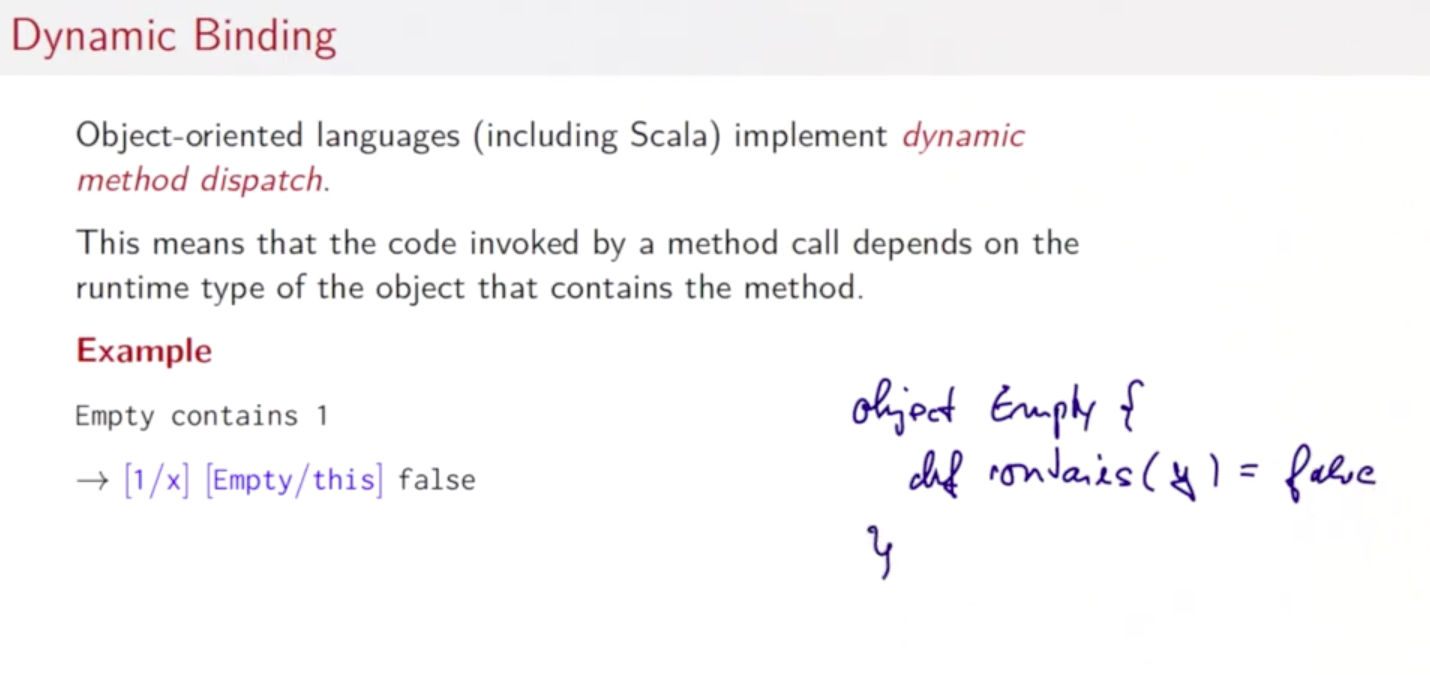 Dynamic Binding
Object-oriented languages (including Scala) implement dynamic
method dispatch.
This means that the code invoked by a method call depends on the
runtime type of the object that contains the method.
Example
Empty contains 1
→ [1/x] [Empty/this] false
object Empty {
def contains(y) = false
}